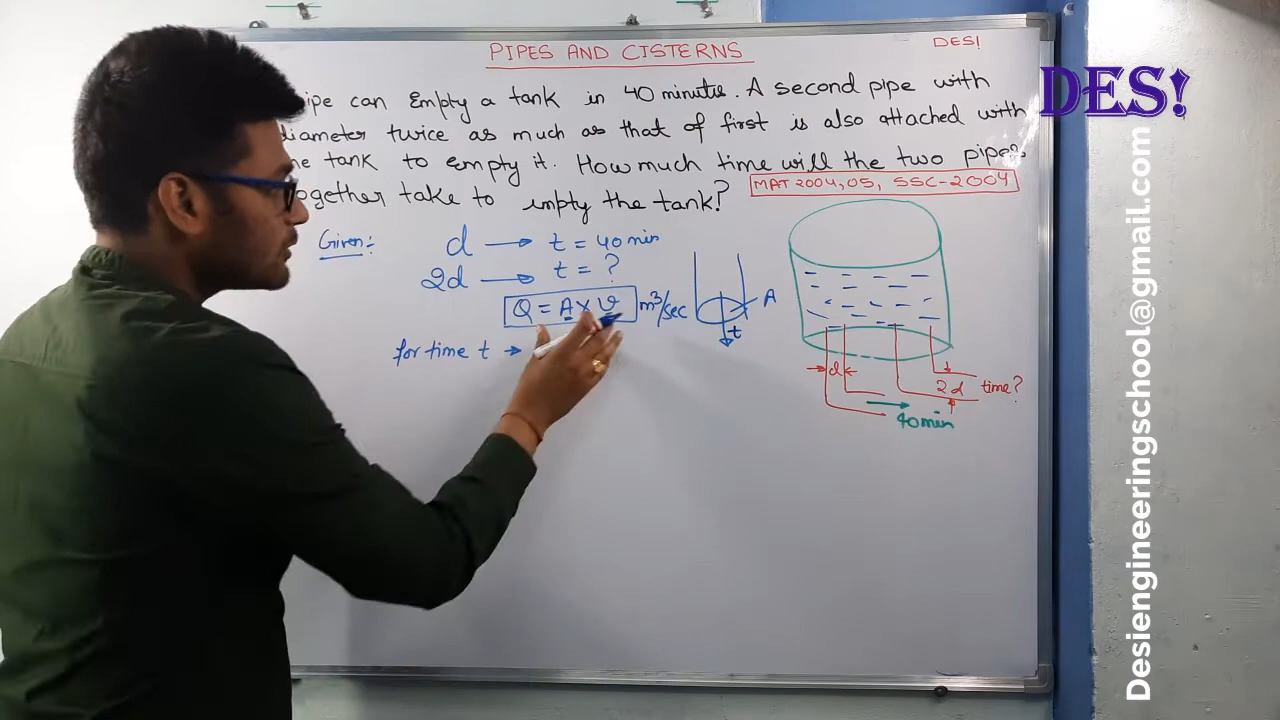 PIPES AND CISTERNS
DES!
DES!
ipe can Empty a tank in 40 minutes. A second pipe with
diameter twice as much as that of first is also attached with
he tank to empty it. How much time will the two pipes
ogether take to empty the tank?
MAT 2004,05, SSC-2004
Given:
d → t = 40 min
2d → t = ?
Q = A × v m³/sec
for time t →
A
t
d
2d time?
40 min
Desiengineeringschool@gmail.com